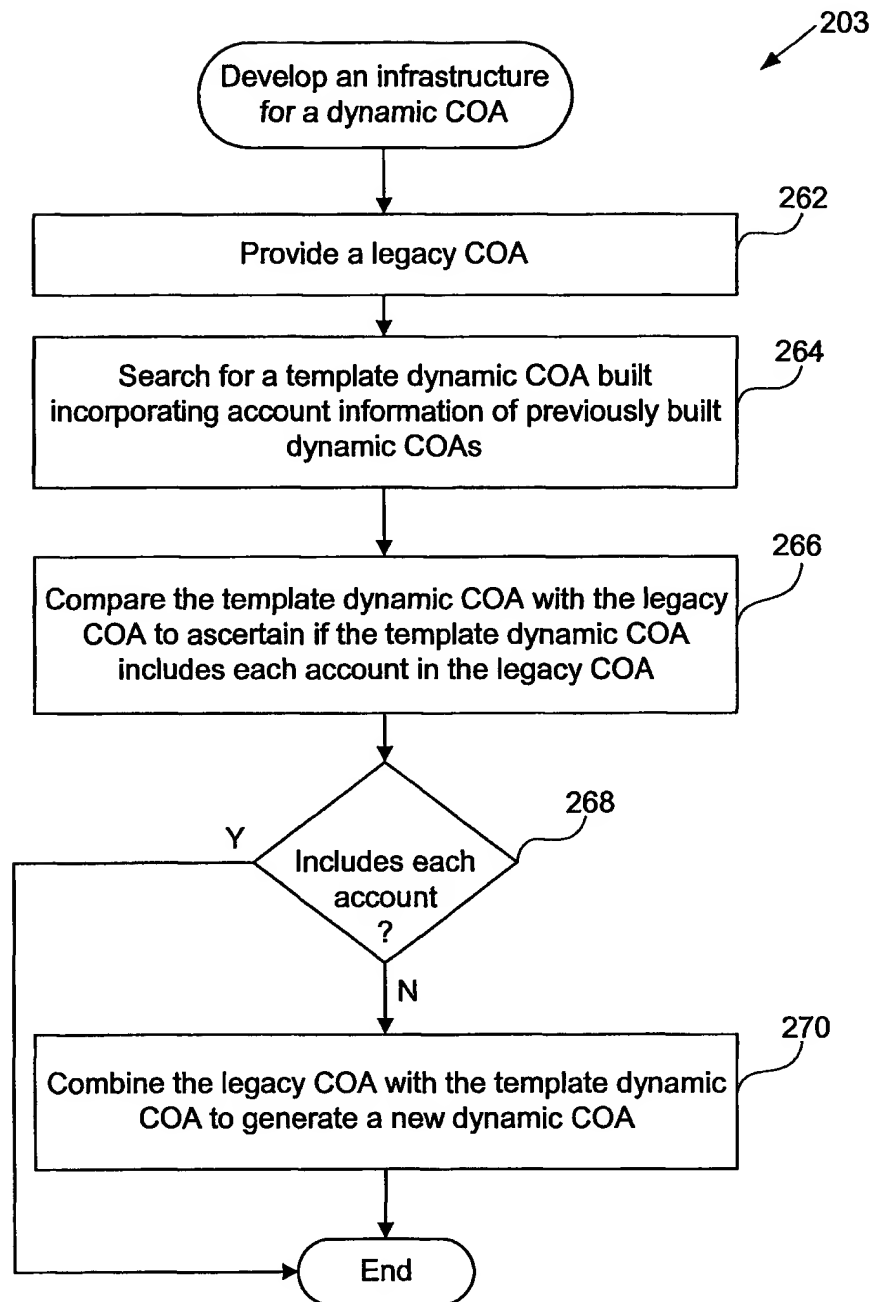 203
Develop an infrastructure
for a dynamic COA
262
Provide a legacy COA
264
Search for a template dynamic COA built
incorporating account information of previously built
dynamic COAs
266
Compare the template dynamic COA with the legacy
COA to ascertain if the template dynamic COA
includes each account in the legacy COA
268
Y
Includes each
account
?
N
270
Combine the legacy COA with the template dynamic
COA to generate a new dynamic COA
End